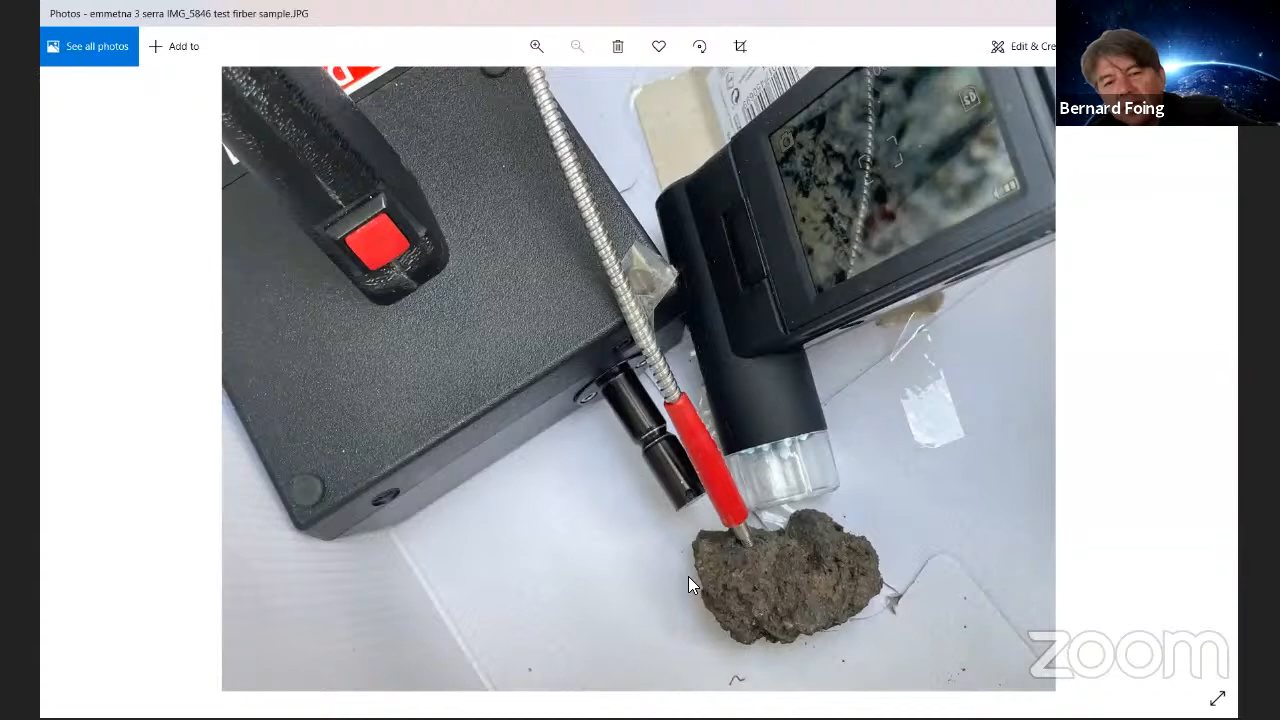 Photos - emmetna 3 serra IMG_5846 test firber sample.JPG
See all photos
Add to
Edit & Cre
Bernard Foing
zoom